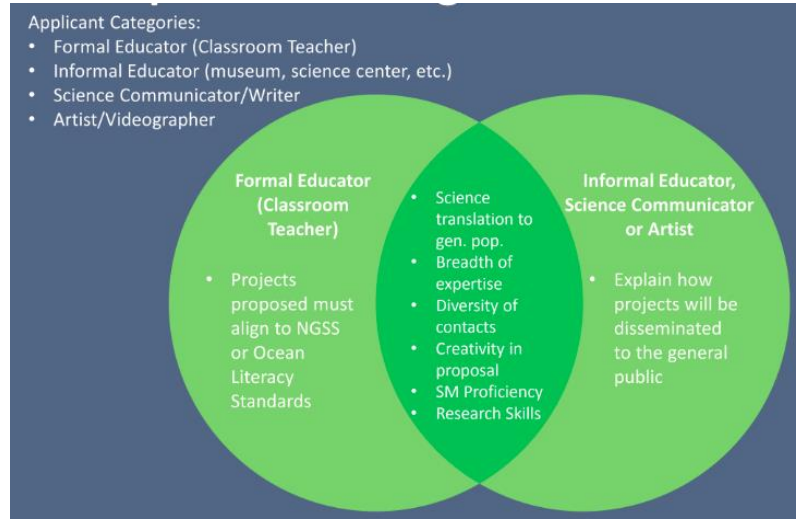 Applicant Categories:
• Formal Educator (Classroom Teacher)
• Informal Educator (museum, science center, etc.)
• Science Communicator/Writer
• Artist/Videographer
Formal Educator
(Classroom
Teacher)
• Projects
proposed must
align to NGSS
or Ocean
Literacy
Standards
• Science
translation to
gen. pop.
• Breadth of
expertise
• Diversity of
contacts
• Creativity in
proposal
• SM Proficiency
• Research Skills
Informal Educator,
Science Communicator
or Artist
• Explain how
projects will be
disseminated
to the general
public